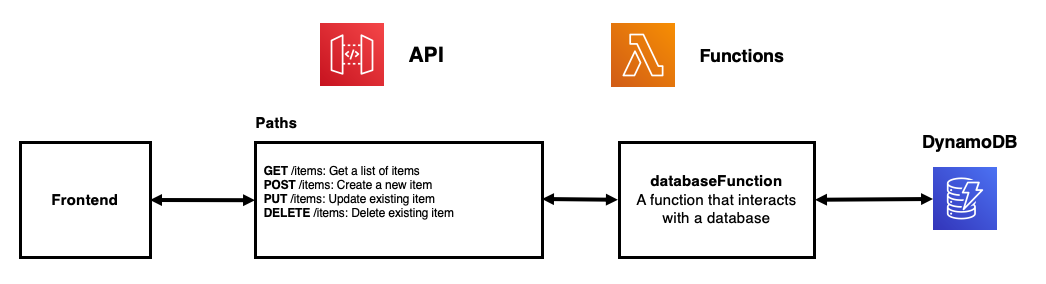 API
Functions
Paths
DynamoDB
Frontend
GET /items: Get a list of items
POST /items: Create a new item
PUT /items: Update existing item
DELETE /items: Delete existing item
databaseFunction
A function that interacts
with a database